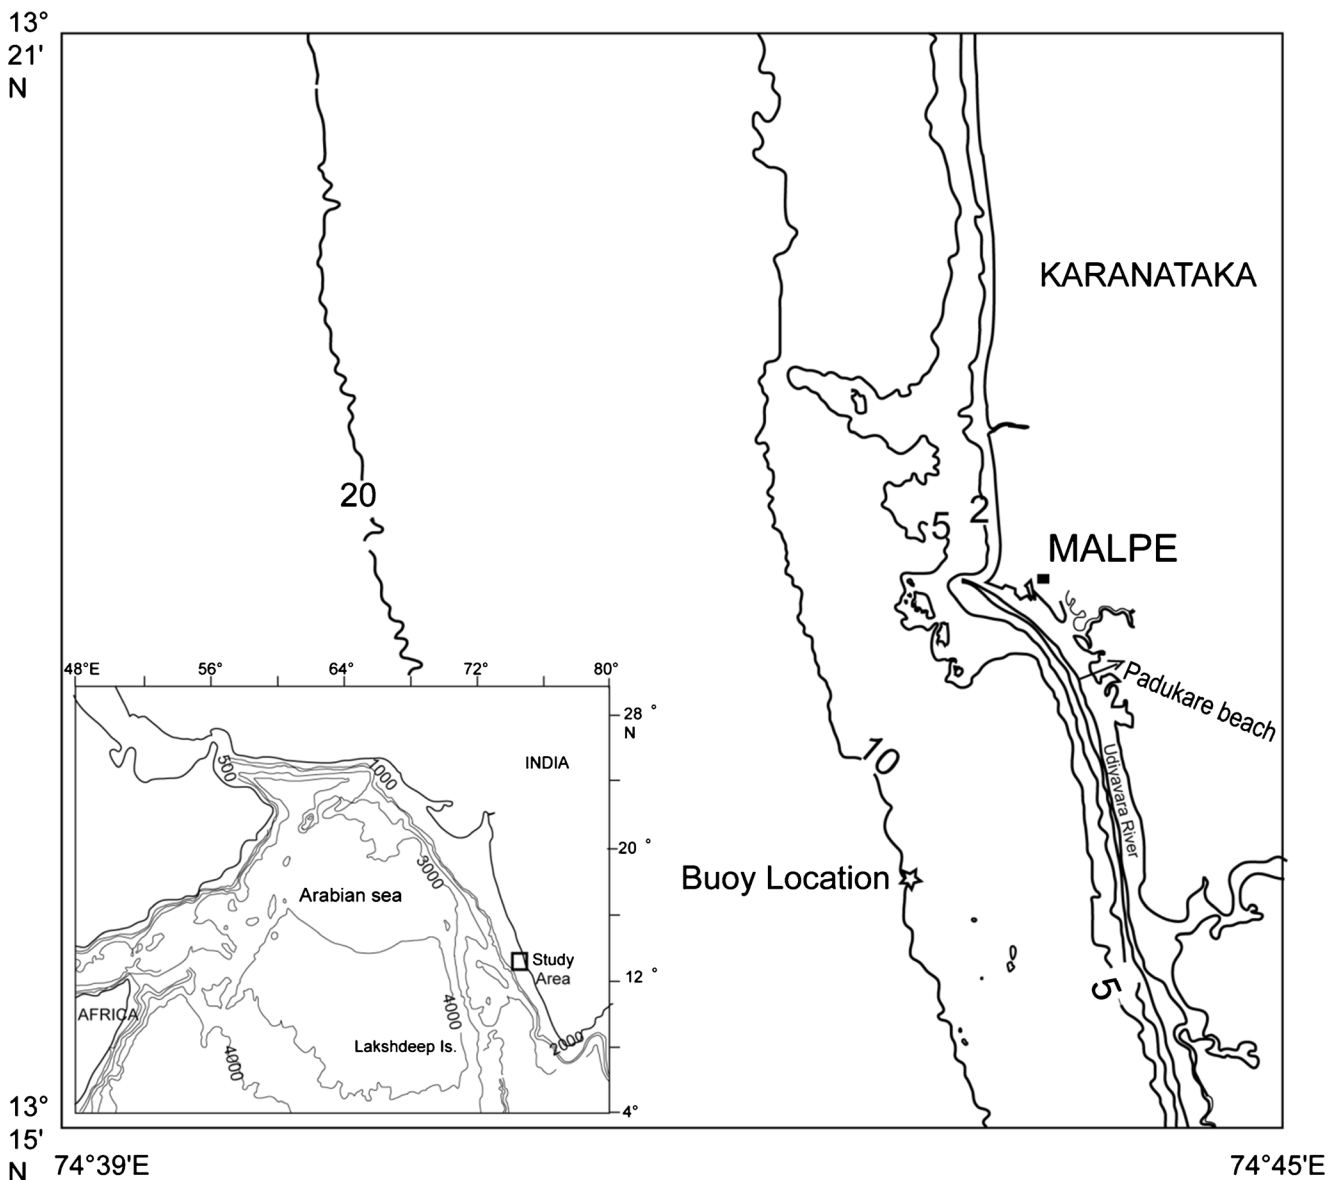 13°
21'
N
KARANATAKA
20
5
2
MALPE
48°E
56°
64°
72°
80°
Padukare beach
28 °
N
INDIA
500
1000
10
Udiyavara River
20 °
3000
Buoy Location
Arabian sea
Study
Area
12 °
5
4000
AFRICA
Lakshdeep Is.
2000
4000
4°
13°
15'
N
74°39'E
74°45'E